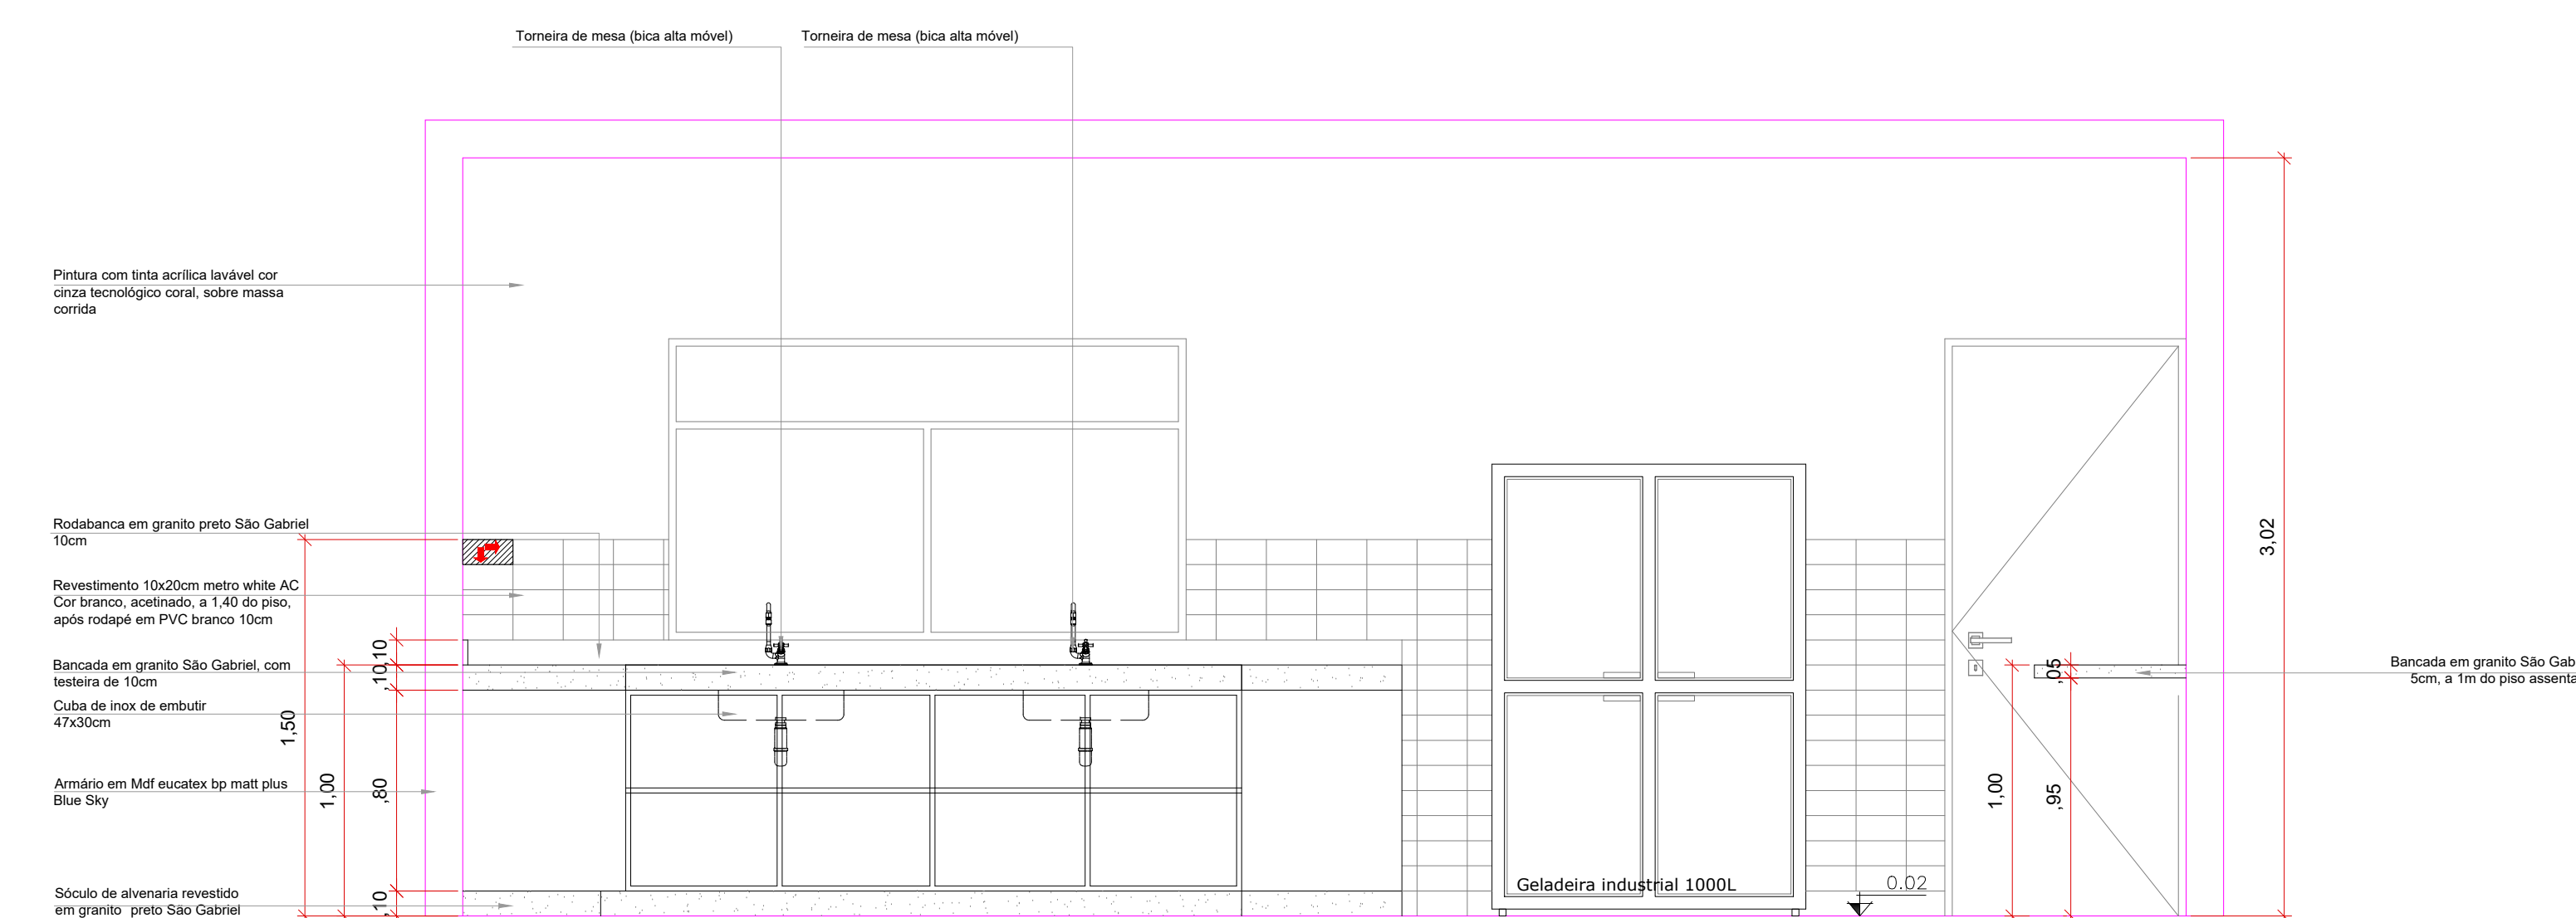 Torneira de mesa (bica alta móvel)
Torneira de mesa (bica alta móvel)
Pintura com tinta acrílica lavável cor
cinza tecnológico coral, sobre massa
corrida
Rodabanca em granito preto São Gabriel
10cm
Revestimento 10x20cm metro white AC
Cor branco, acetinado, a 1,40 do piso,
após rodapé em PVC branco 10cm
Bancada em granito São Gabriel, com
testeira de 10cm
Cuba de inox de embutir
47x30cm
Armário em Mdf eucatex bp matt plus
Blue Sky
Sóculo de alvenaria revestido
em granito preto São Gabriel
1,50
1,00
,10
,10
,80
,10
Geladeira industrial 1000L
0.02
1,00
,05
,95
3,02
Bancada em granito São Gab
5cm, a 1m do piso assenta